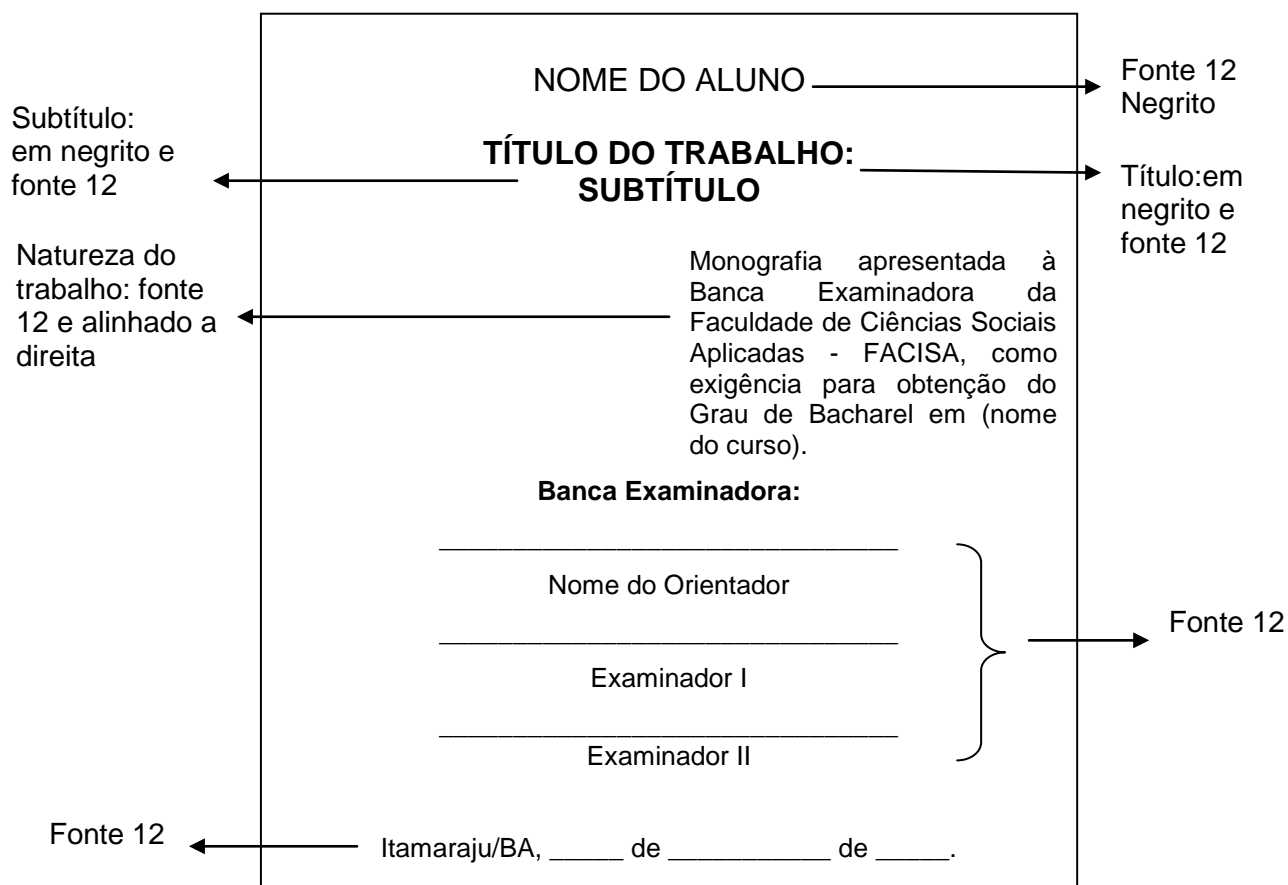 NOME DO ALUNO
Fonte 12
Negrito
Subtítulo:
em negrito e
fonte 12
TÍTULO DO TRABALHO:
SUBTÍTULO
Título:em
negrito e
fonte 12
Natureza do
trabalho: fonte
12 e alinhado a
direita
Monografia apresentada à
Banca Examinadora da
Faculdade de Ciências Sociais
Aplicadas - FACISA, como
exigência para obtenção do
Grau de Bacharel em (nome
do curso).
Banca Examinadora:
________________________________
Nome do Orientador
________________________________
Examinador I
________________________________
Examinador II
Fonte 12
Fonte 12
Itamaraju/BA, _____ de ___________ de _____.